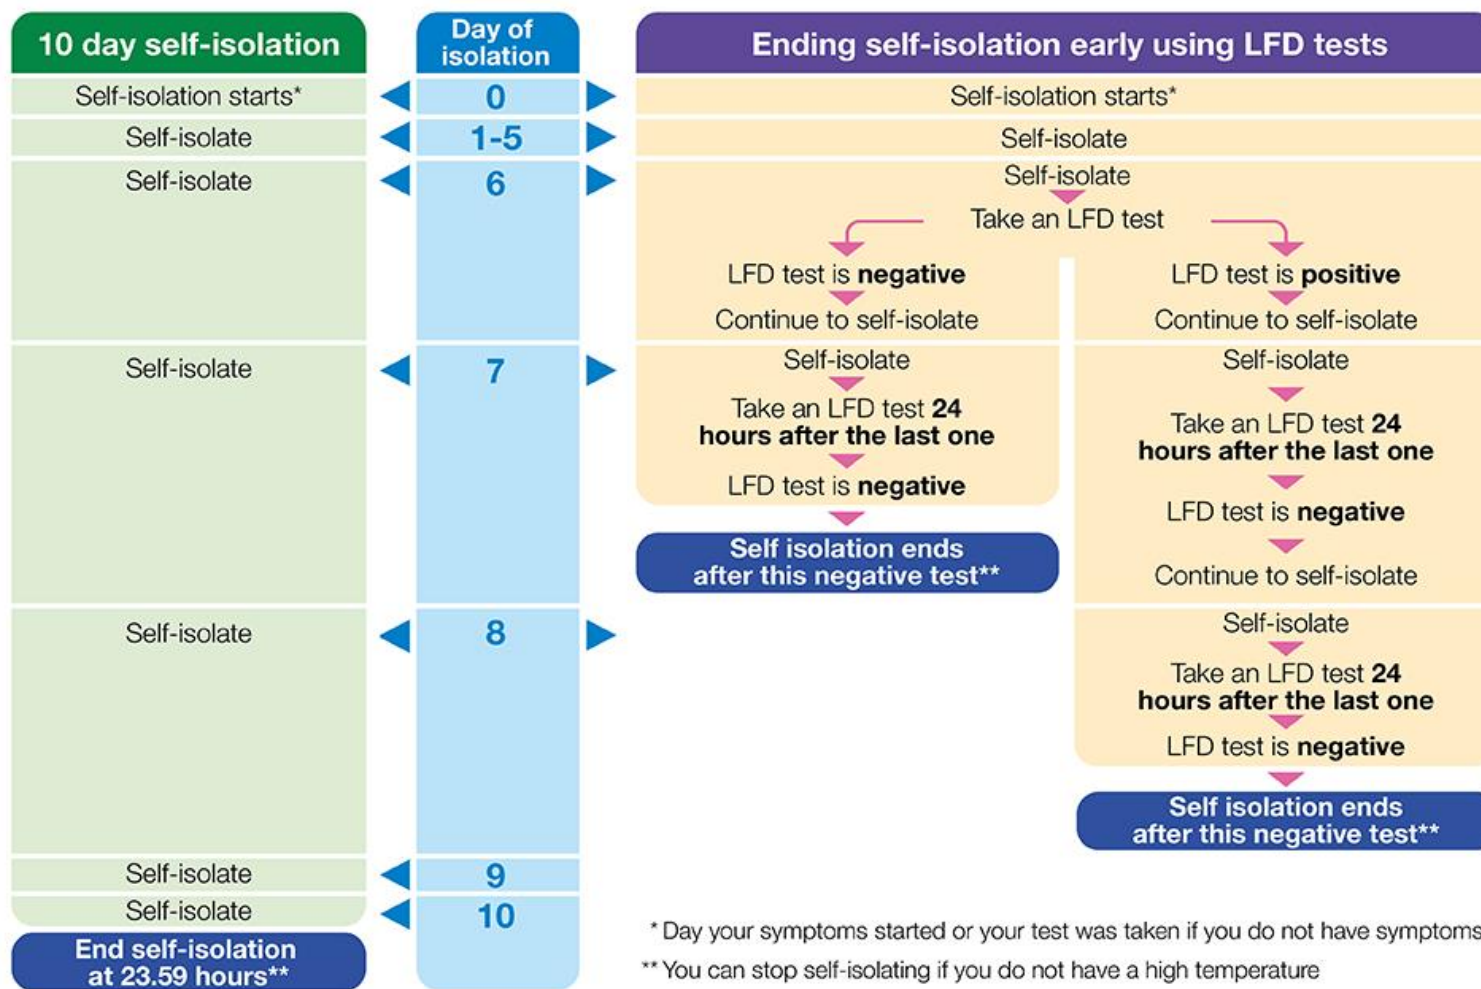 10 day self-isolation
Day of
isolation
Ending self-isolation early using LFD tests
Self-isolation starts*
0
Self-isolation starts*
Self-isolate
1-5
Self-isolate
Self-isolate
6
Self-isolate
Take an LFD test
LFD test is negative
LFD test is positive
Continue to self-isolate
Continue to self-isolate
Self-isolate
7
Self-isolate
Self-isolate
Take an LFD test 24
hours after the last one
Take an LFD test 24
hours after the last one
LFD test is negative
LFD test is negative
Self isolation ends
after this negative test**
Continue to self-isolate
Self-isolate
8
Self-isolate
Take an LFD test 24
hours after the last one
LFD test is negative
Self isolation ends
after this negative test**
Self-isolate
9
Self-isolate
10
End self-isolation
at 23.59 hours**
* Day your symptoms started or your test was taken if you do not have symptoms
** You can stop self-isolating if you do not have a high temperature